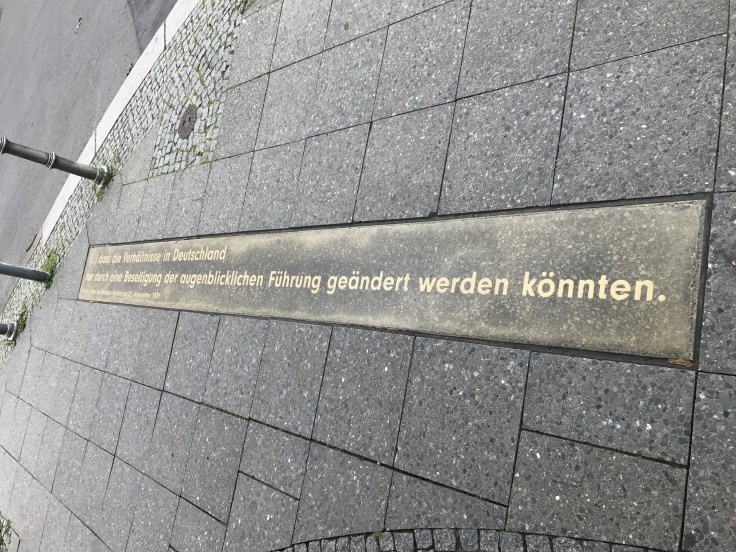 (...) dass die Verhältnisse in Deutschland
nur durch eine Beseitigung der augenblicklichen Führung geändert werden könnten.